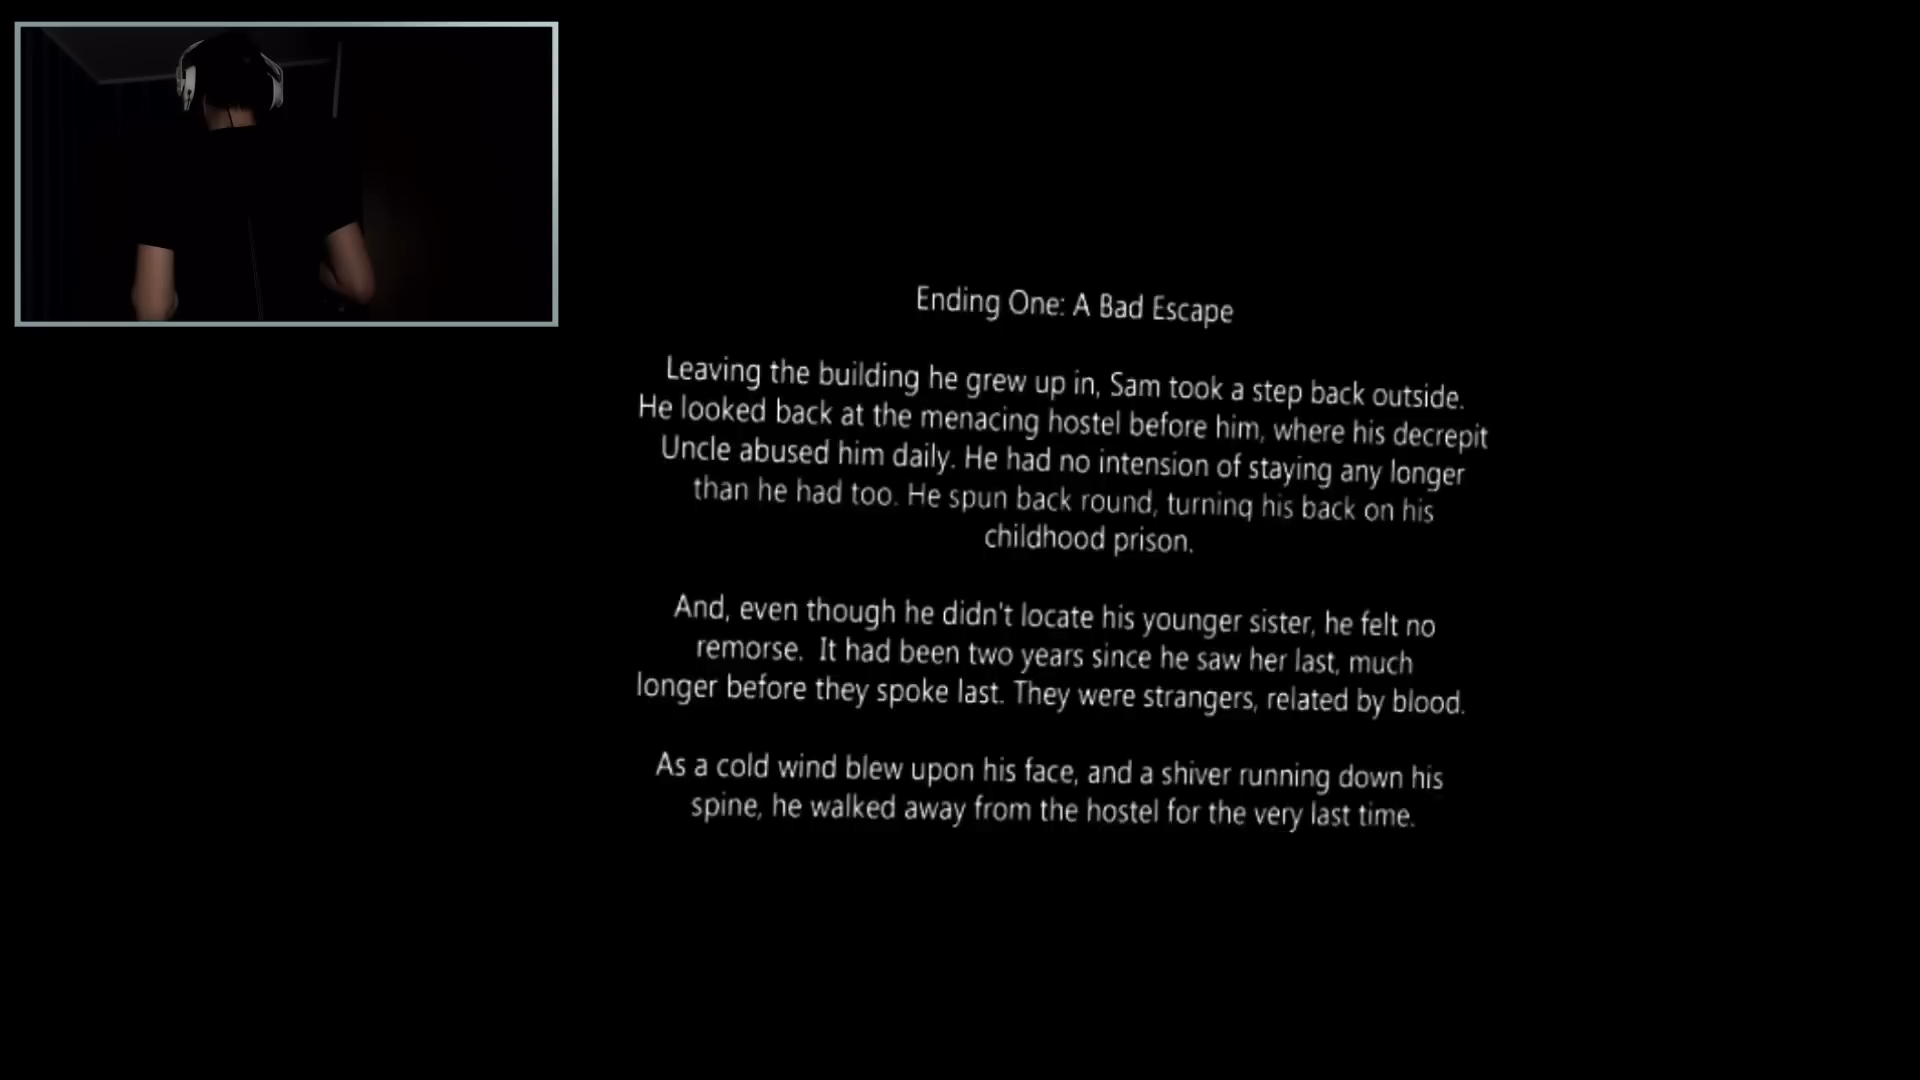 Ending One: A Bad Escape
Leaving the building he grew up in, Sam took a step back outside.
He looked back at the menacing hostel before him, where his decrepit
Uncle abused him daily. He had no intension of staying any longer
than he had too. He spun back round, turning his back on his
childhood prison.
And, even though he didn't locate his younger sister, he felt no
remorse.  It had been two years since he saw her last, much
longer before they spoke last. They were strangers, related by blood.
As a cold wind blew upon his face, and a shiver running down his
spine, he walked away from the hostel for the very last time.